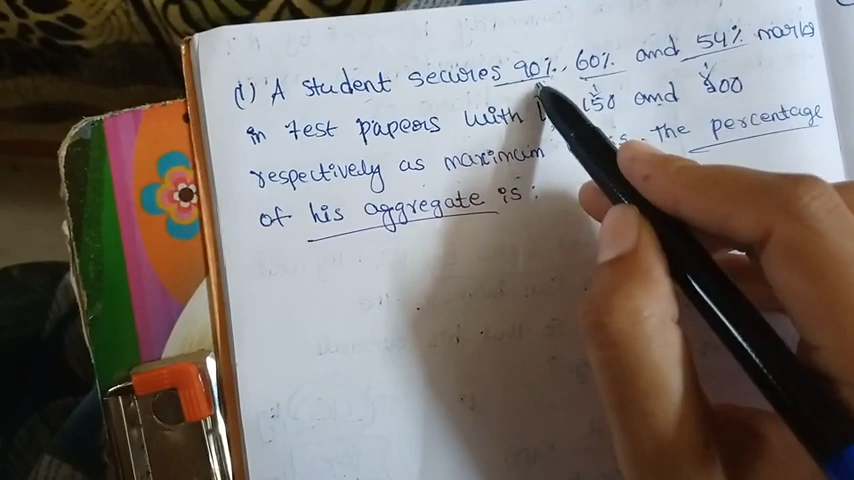 (1) A student secures 90%, 60% and 54% marks
in test papers with 150 and 200
respectively as maximum the percentage
of his aggregate is: